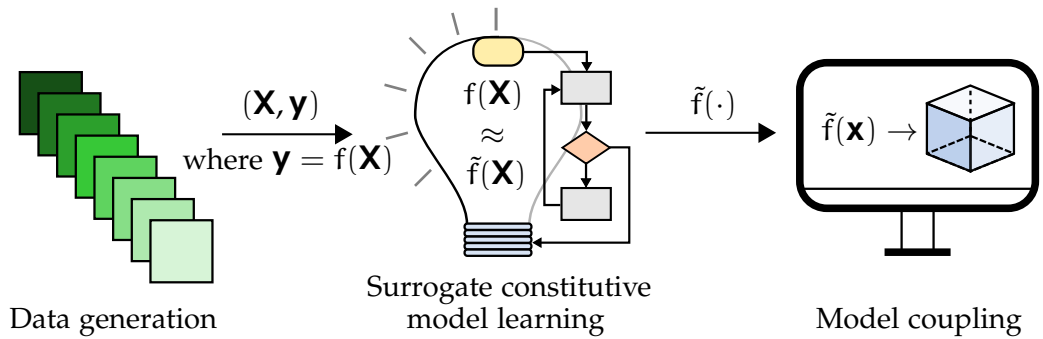 (X, y)
where y = f(X)
f(X)
≈
f̃(X)
f̃(·)
f̃(x) →
Data generation
Surrogate constitutive
model learning
Model coupling